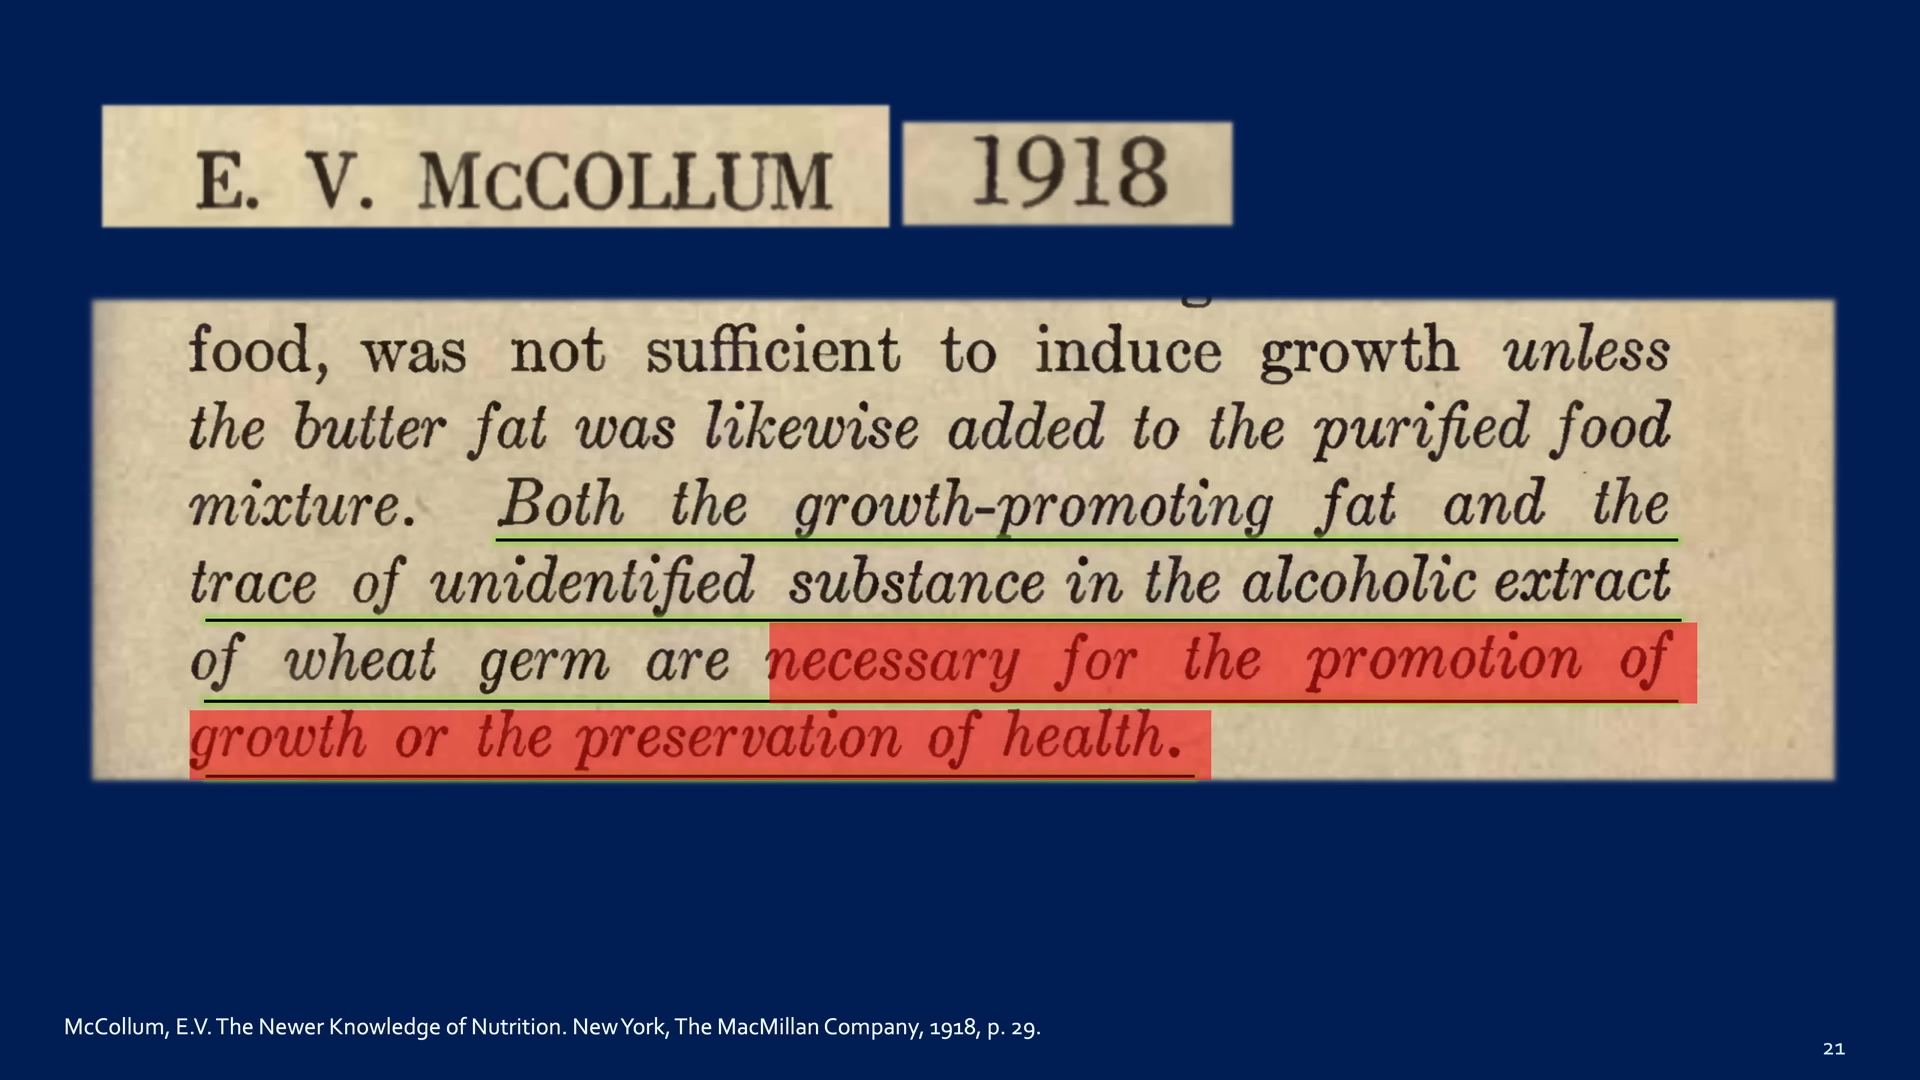 E. V. McCOLLUM
1918
food, was not sufficient to induce growth unless
the butter fat was likewise added to the purified food
mixture. Both the growth-promoting fat and the
trace of unidentified substance in the alcoholic extract
of wheat germ are necessary for the promotion of
growth or the preservation of health.
McCollum, E.V. The Newer Knowledge of Nutrition. New York, The MacMillan Company, 1918, p. 29.
21